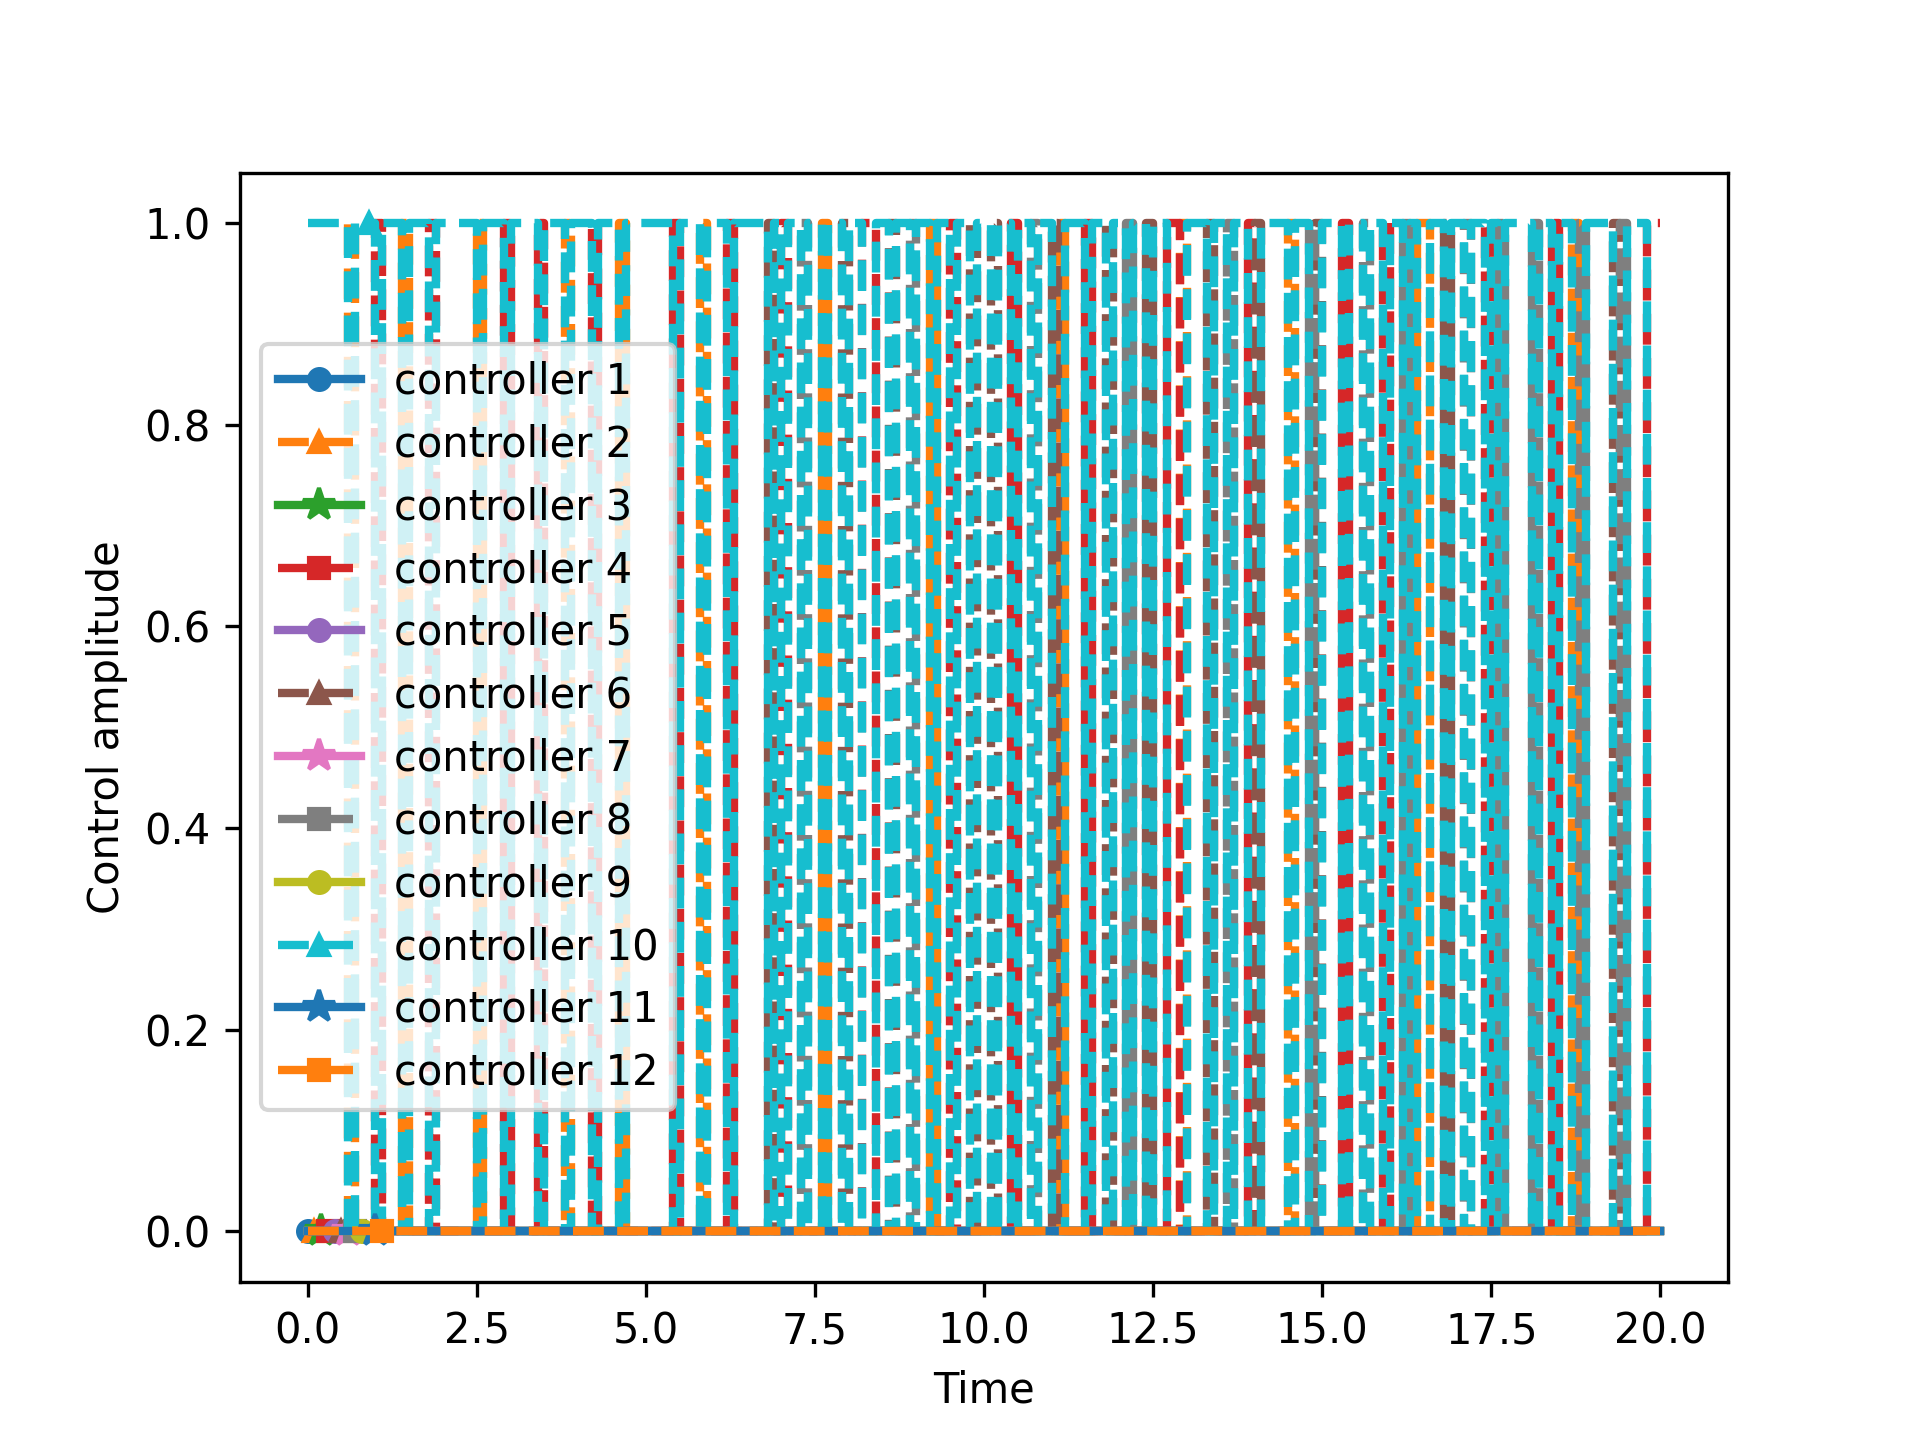 1.0
0.8
0.6
0.4
0.2
0.0
Control amplitude
controller 1
controller 2
controller 3
controller 4
controller 5
controller 6
controller 7
controller 8
controller 9
controller 10
controller 11
controller 12
0.0 2.5 5.0 7.5 10.0 12.5 15.0 17.5 20.0
Time